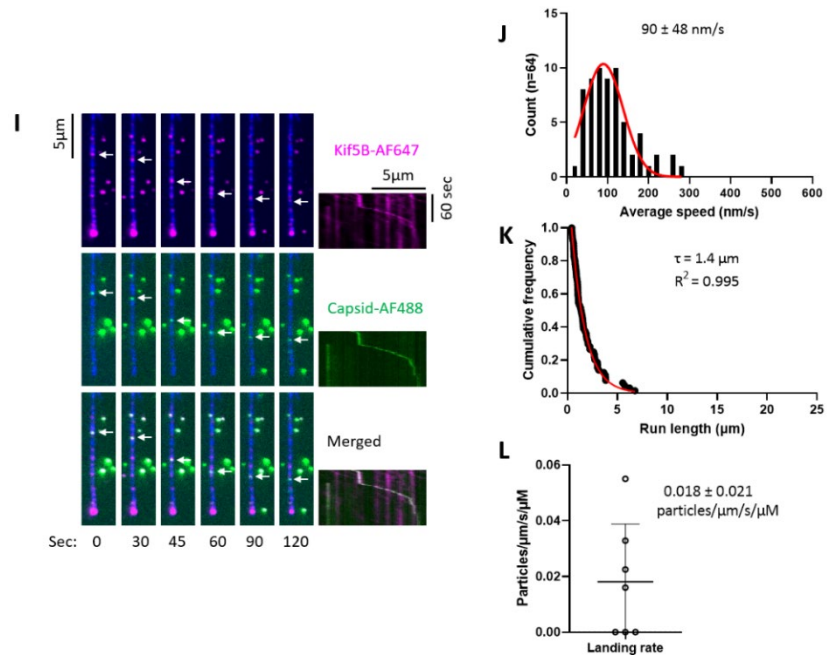 I
5µm
Kif5B-AF647
5µm
60 sec
Capsid-AF488
Merged
Sec: 0 30 45 60 90 120
J
90 ± 48 nm/s
Count (n=64)
15
10
5
0
0 100 200 300 400 500 600
Average speed (nm/s)
K
τ = 1.4 µm
R² = 0.995
Cumulative frequency
1.0
0.8
0.6
0.4
0.2
0.0
0 5 10 15 20 25
Run length (µm)
L
0.018 ± 0.021
particles/µm/s/µM
Particles/µm/s/µM
0.06
0.04
0.02
0.00
Landing rate